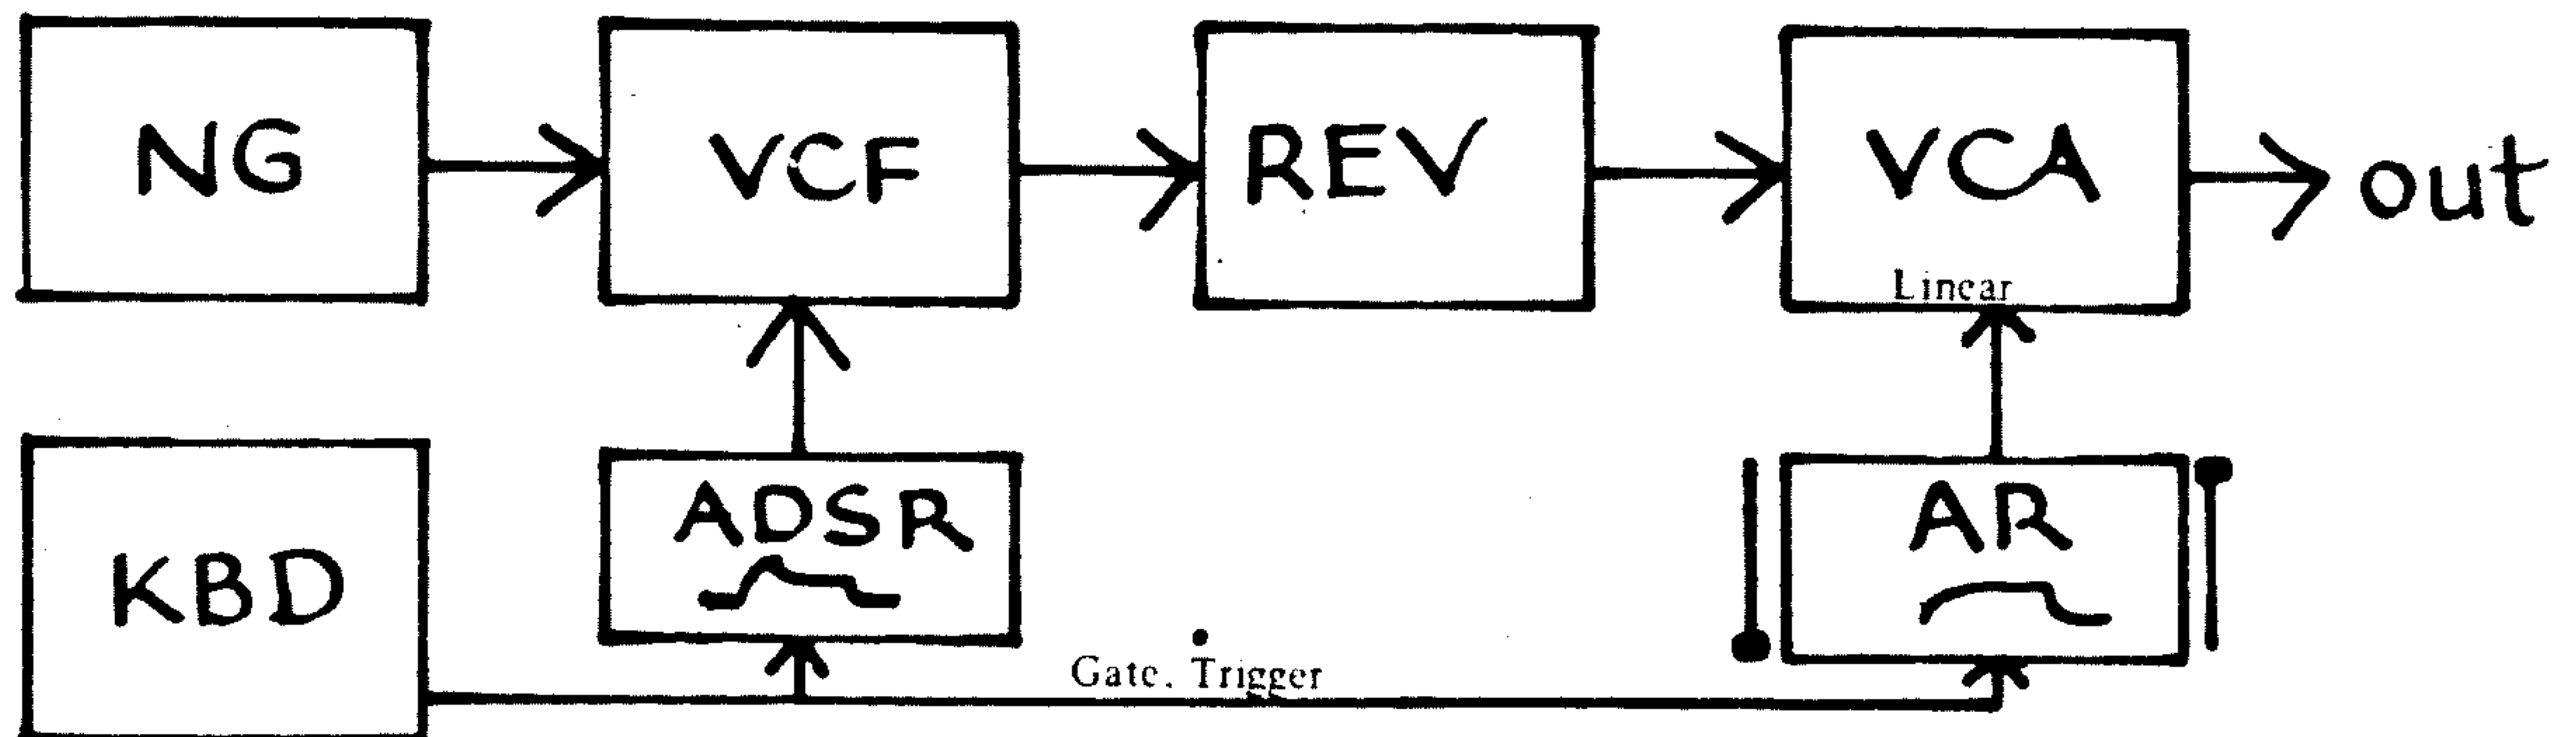 NG
VCF
REV
VCA
out
Linear
KBD
ADSR
AR
Gate. Trigger